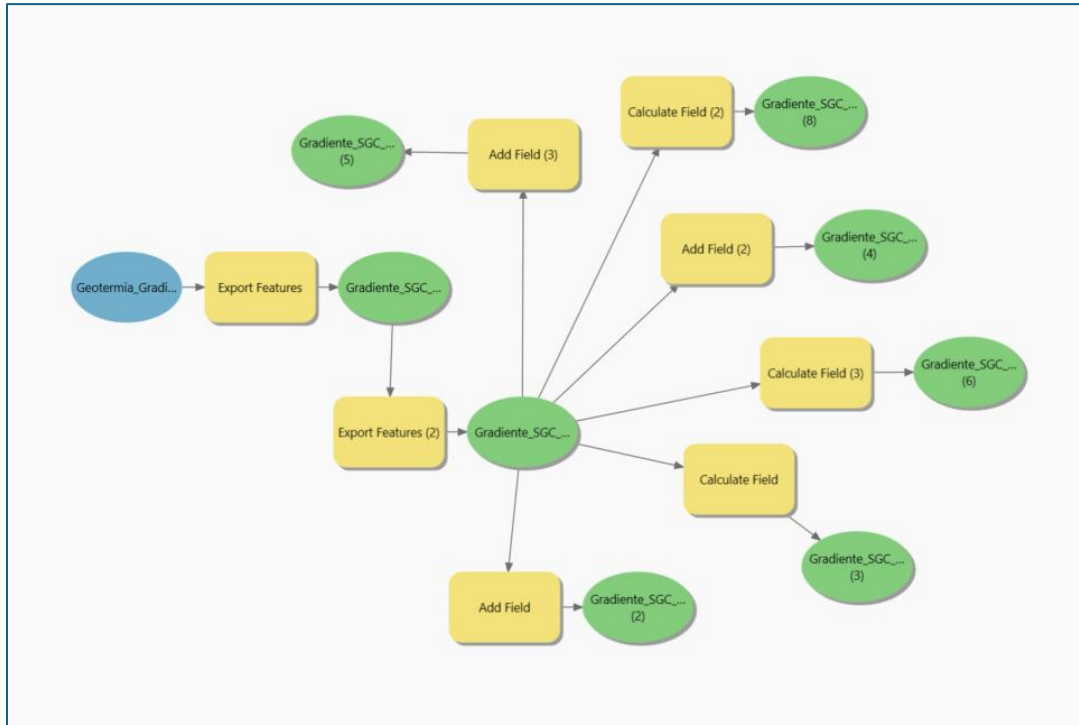 Calculate Field (2)
Gradiente_SGC_...
(8)
Gradiente_SGC_...
(5)
Add Field (3)
Add Field (2)
Gradiente_SGC_...
(4)
Geotermia_Gradi...
Export Features
Gradiente_SGC_...
Calculate Field (3)
Gradiente_SGC_...
(6)
Export Features (2)
Gradiente_SGC_...
Calculate Field
Gradiente_SGC_...
(3)
Add Field
Gradiente_SGC_...
(2)